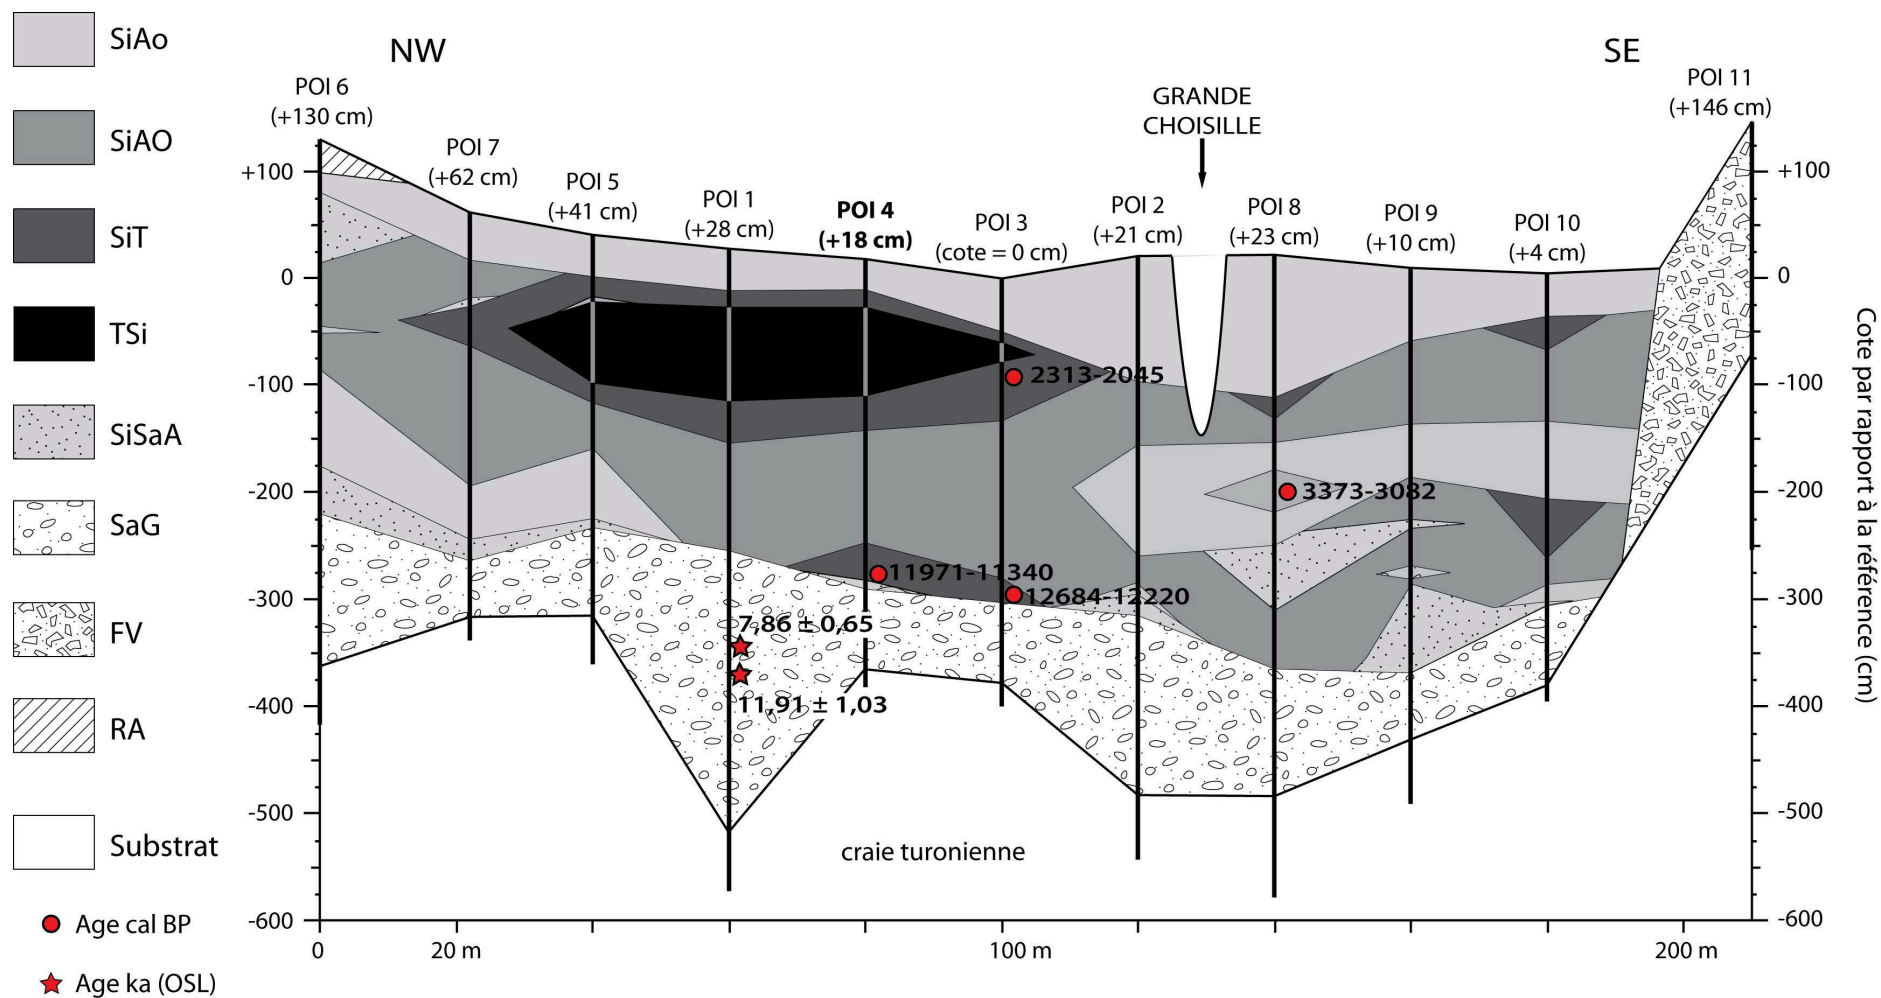 SiAo
SiAO
SiT
TSi
SiSaA
SaG
FV
RA
Substrat
Age cal BP
Age ka (OSL)
NW
SE
POI 6
(+130 cm)
POI 7
(+62 cm)
POI 5
(+41 cm)
POI 1
(+28 cm)
POI 4
(+18 cm)
POI 3
(cote = 0 cm)
POI 2
(+21 cm)
GRANDE
CHOISILLE
POI 8
(+23 cm)
POI 9
(+10 cm)
POI 10
(+4 cm)
POI 11
(+146 cm)
+100
0
-100
-200
-300
-400
-500
-600
2313-2045
3373-3082
11971-11340
12684-12220
7,86 ± 0,65
11,91 ± 1,03
craie turonienne
+100
0
-100
-200
-300
-400
-500
-600
Cote par rapport à la référence (cm)
0
20 m
100 m
200 m